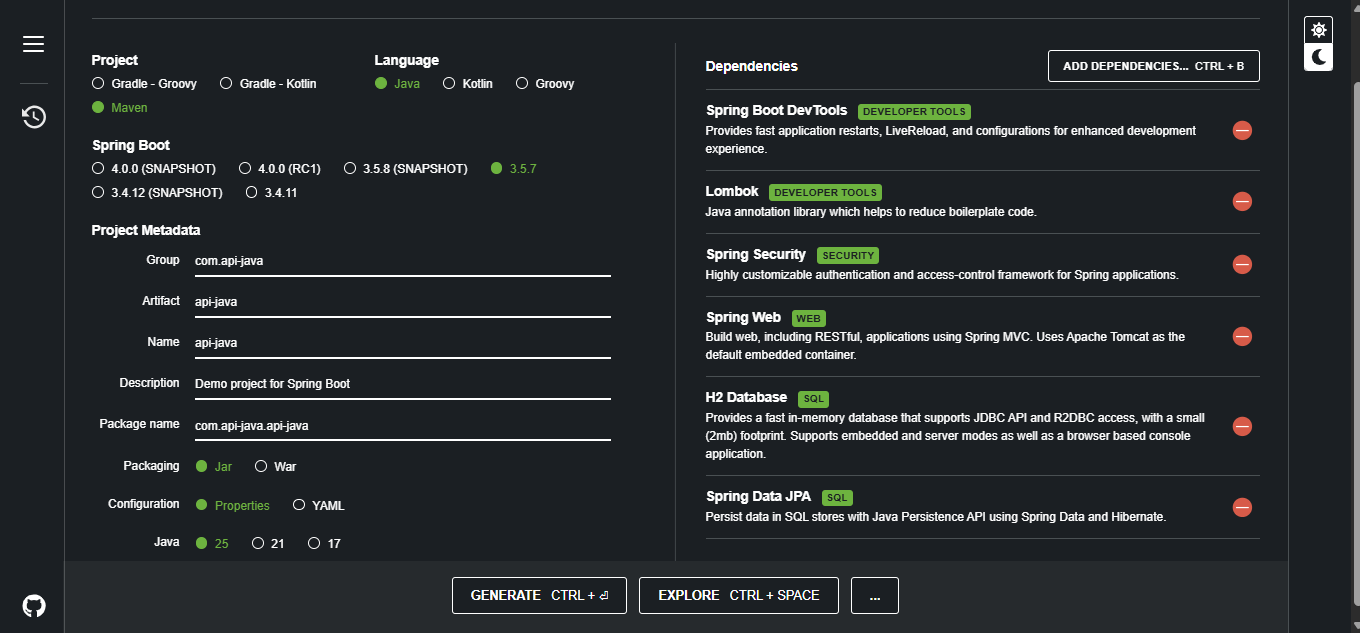 Project
Gradle - Groovy Gradle - Kotlin
Maven
Language
Java Kotlin Groovy
Spring Boot
4.0.0 (SNAPSHOT) 4.0.0 (RC1) 3.5.8 (SNAPSHOT) 3.5.7
3.4.12 (SNAPSHOT) 3.4.11
Project Metadata
Group com.api-java
Artifact api-java
Name api-java
Description Demo project for Spring Boot
Package name com.api-java.api-java
Packaging Jar War
Configuration Properties YAML
Java 25 21 17
Dependencies
ADD DEPENDENCIES... CTRL + B
Spring Boot DevTools DEVELOPER TOOLS
Provides fast application restarts, LiveReload, and configurations for enhanced development
experience.
Lombok DEVELOPER TOOLS
Java annotation library which helps to reduce boilerplate code.
Spring Security SECURITY
Highly customizable authentication and access-control framework for Spring applications.
Spring Web WEB
Build web, including RESTful, applications using Spring MVC. Uses Apache Tomcat as the
default embedded container.
H2 Database SQL
Provides a fast in-memory database that supports JDBC API and R2DBC access, with a small
(2mb) footprint. Supports embedded and server modes as well as a browser based console
application.
Spring Data JPA SQL
Persist data in SQL stores with Java Persistence API using Spring Data and Hibernate.
GENERATE CTRL + ⏎
EXPLORE CTRL + SPACE
...